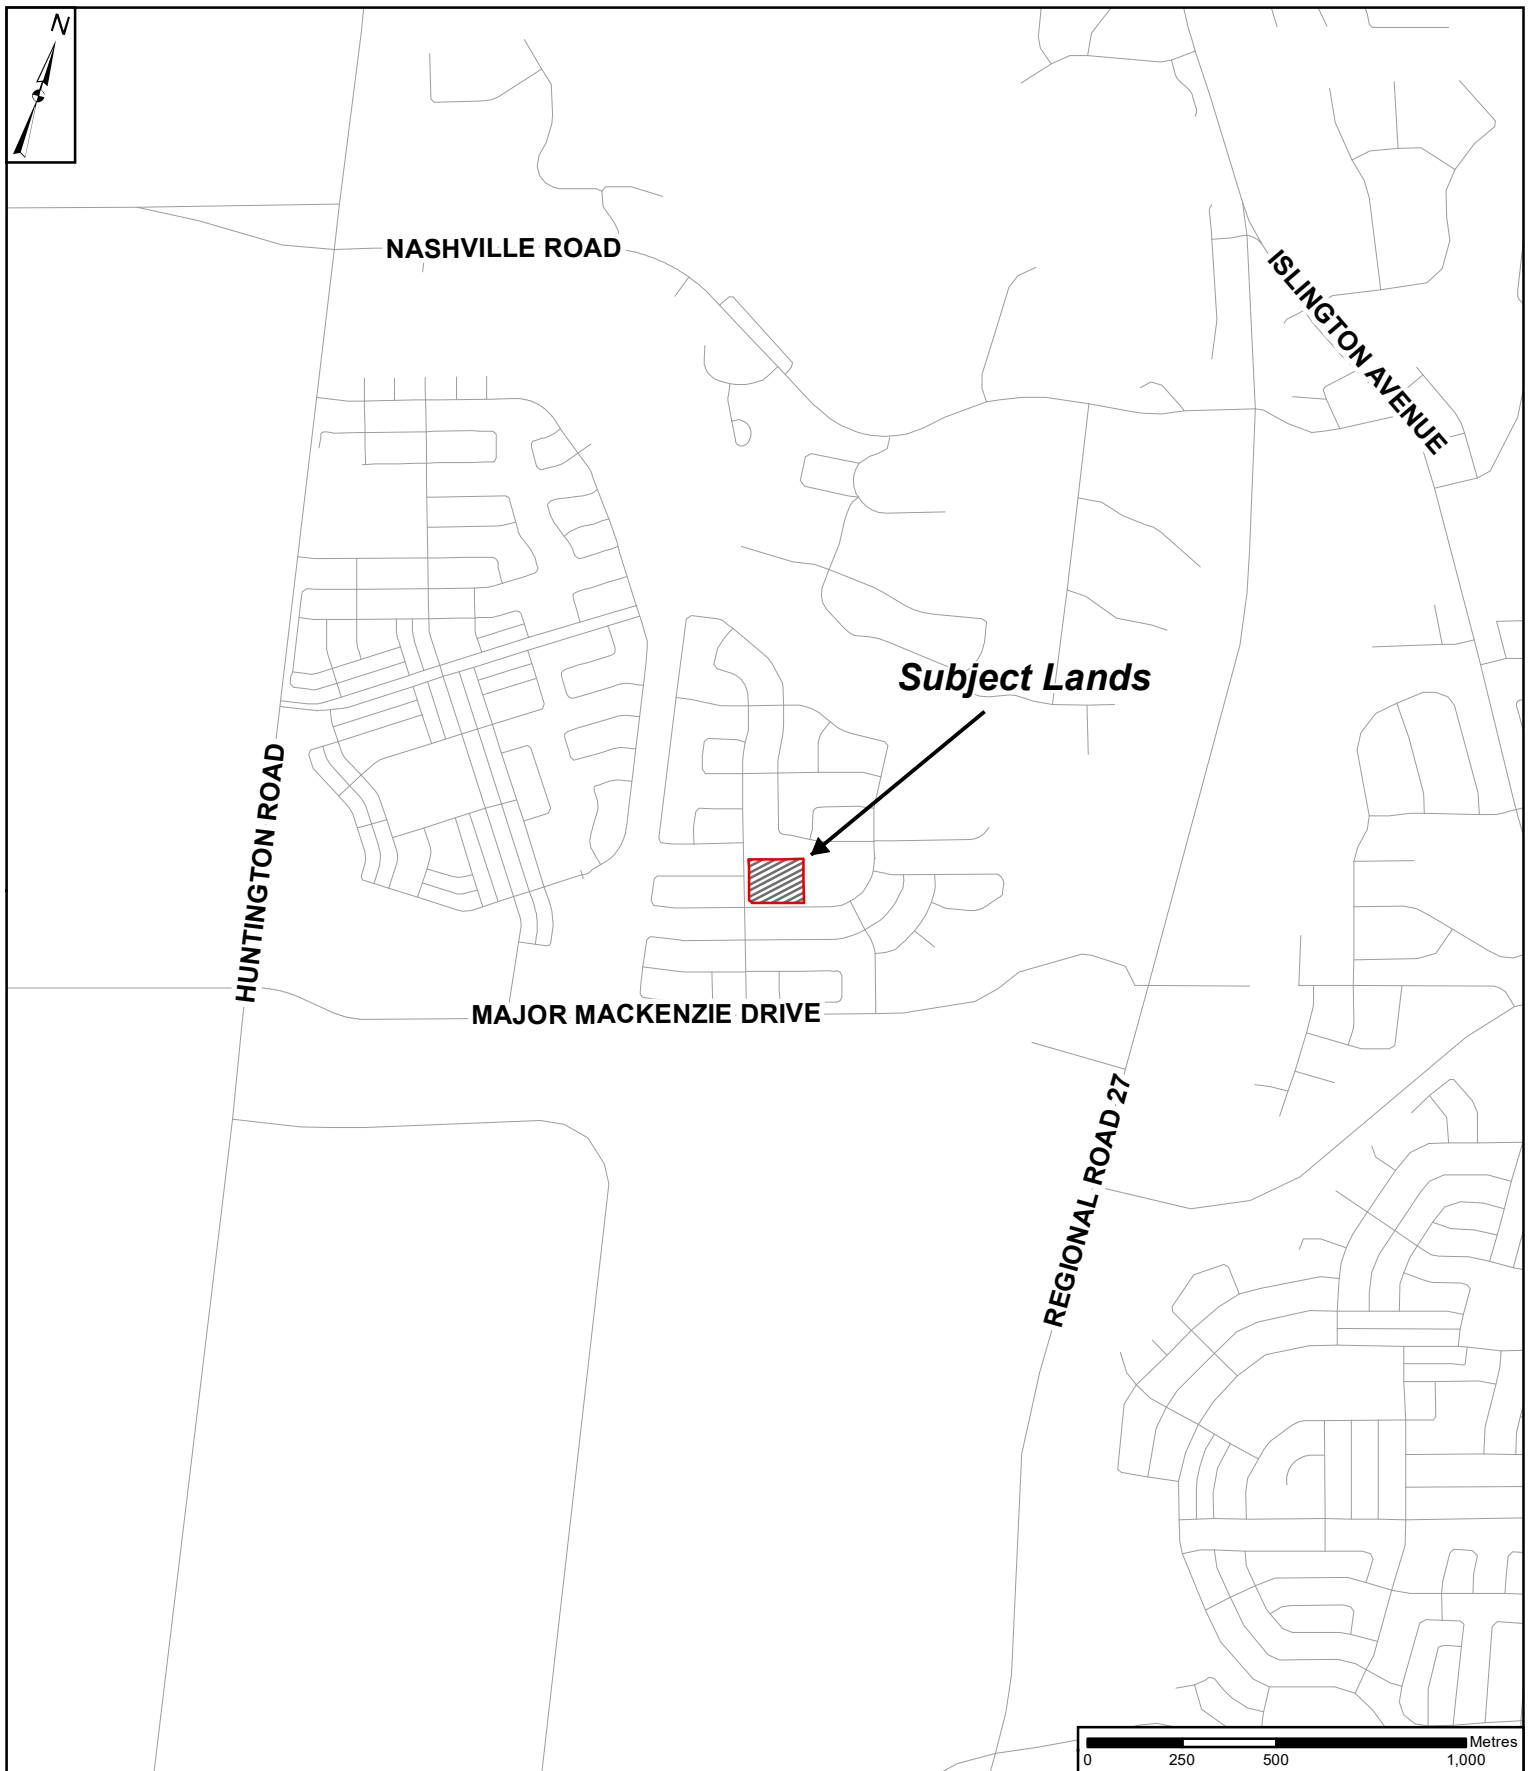 N
NASHVILLE ROAD
ISLINGTON AVENUE
Subject Lands
HUNTINGTON ROAD
MAJOR MACKENZIE DRIVE
REGIONAL ROAD 27
Metres
0 250 500 1,000